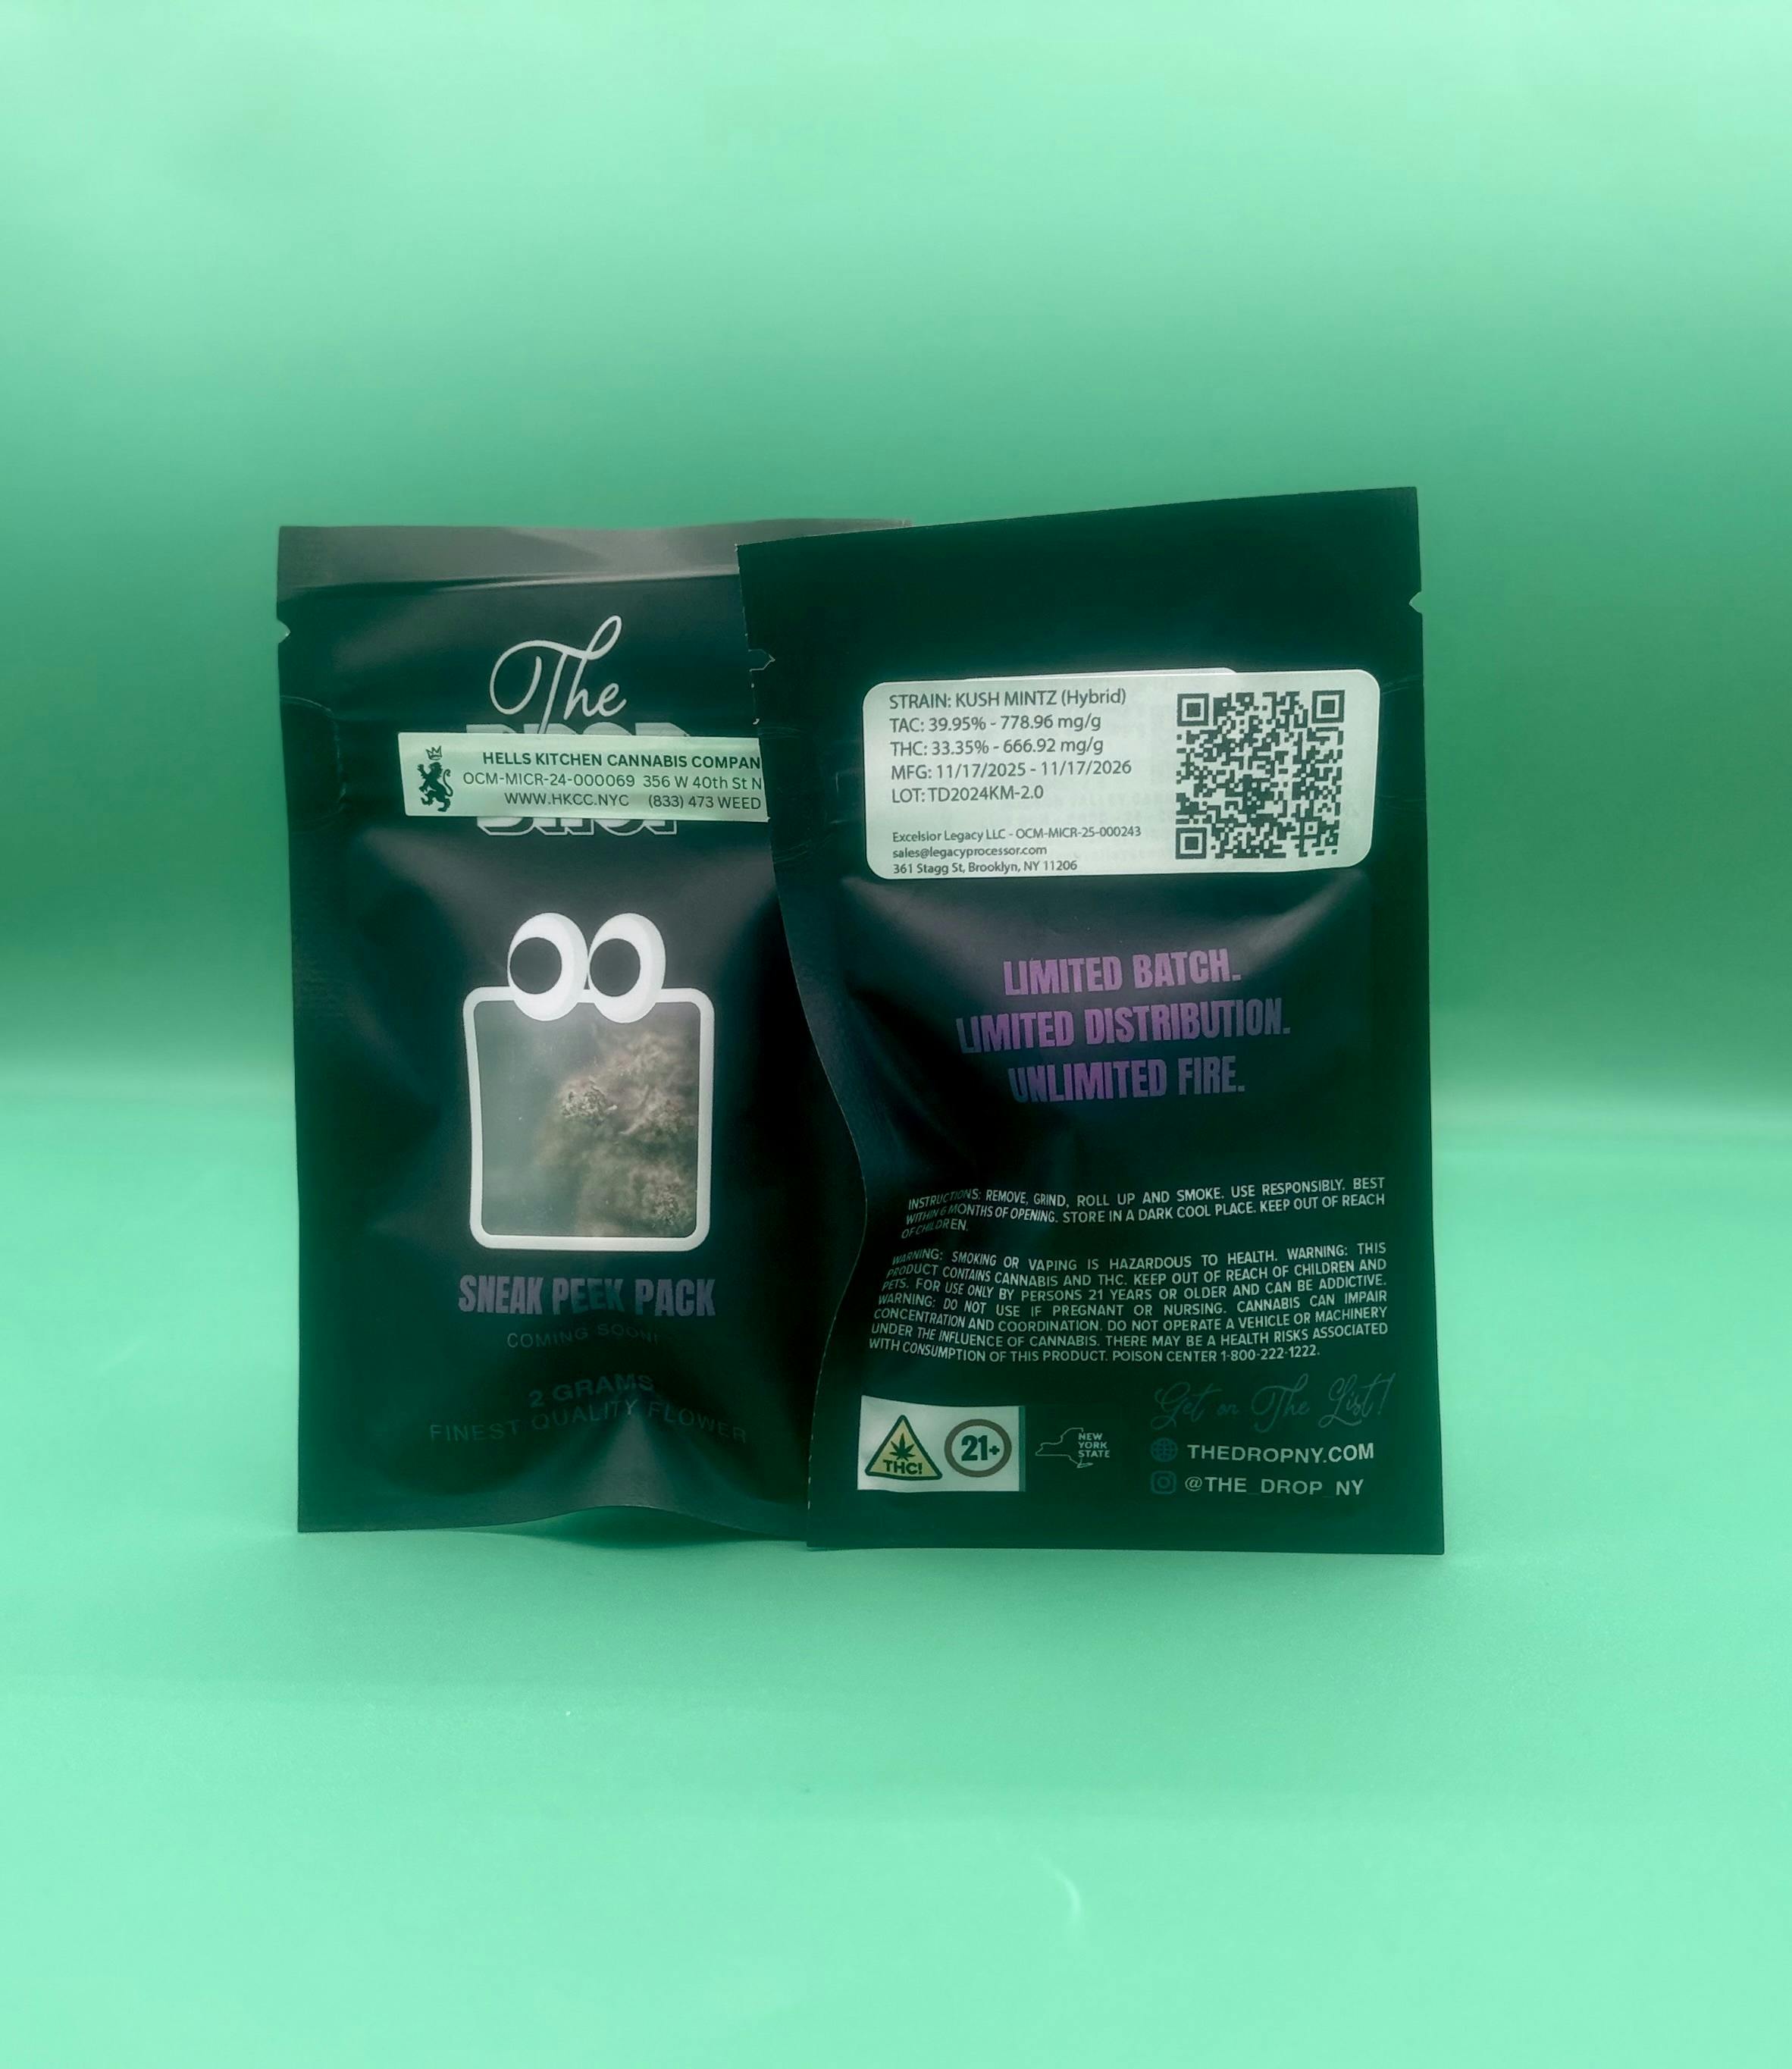 The
DROP
HELLS KITCHEN CANNABIS COMPAN
OCM-MICR-24-000069 356 W 40th St N
WWW.HKCC.NYC (833) 473 WEED
SNEAK PEEK PACK
COMING SOON!
2 GRAMS
FINEST QUALITY FLOWER
STRAIN: KUSH MINTZ (Hybrid)
TAC: 39.95% - 778.96 mg/g
THC: 33.35% - 666.92 mg/g
MFG: 11/17/2025 - 11/17/2026
LOT: TD2024KM-2.0
Excelsior Legacy LLC - OCM-MICR-25-000243
sales@legacyprocessor.com
361 Stagg St, Brooklyn, NY 11206
LIMITED BATCH.
LIMITED DISTRIBUTION.
UNLIMITED FIRE.
INSTRUCTIONS: REMOVE, GRIND, ROLL UP AND SMOKE. USE RESPONSIBLY. BEST
WITHIN 6 MONTHS OF OPENING. STORE IN A DARK COOL PLACE. KEEP OUT OF REACH
OF CHILDREN.
WARNING: SMOKING OR VAPING IS HAZARDOUS TO HEALTH. WARNING: THIS
PRODUCT CONTAINS CANNABIS AND THC. KEEP OUT OF REACH OF CHILDREN AND
PETS. FOR USE ONLY BY PERSONS 21 YEARS OR OLDER AND CAN BE ADDICTIVE.
WARNING: DO NOT USE IF PREGNANT OR NURSING. CANNABIS CAN IMPAIR
CONCENTRATION AND COORDINATION. DO NOT OPERATE A VEHICLE OR MACHINERY
UNDER THE INFLUENCE OF CANNABIS. THERE MAY BE A HEALTH RISKS ASSOCIATED
WITH CONSUMPTION OF THIS PRODUCT. POISON CENTER 1-800-222-1222.
THC!
21+
NEW
YORK
STATE
Get on The List!
THEDROPNY.COM
@THE_DROP_NY